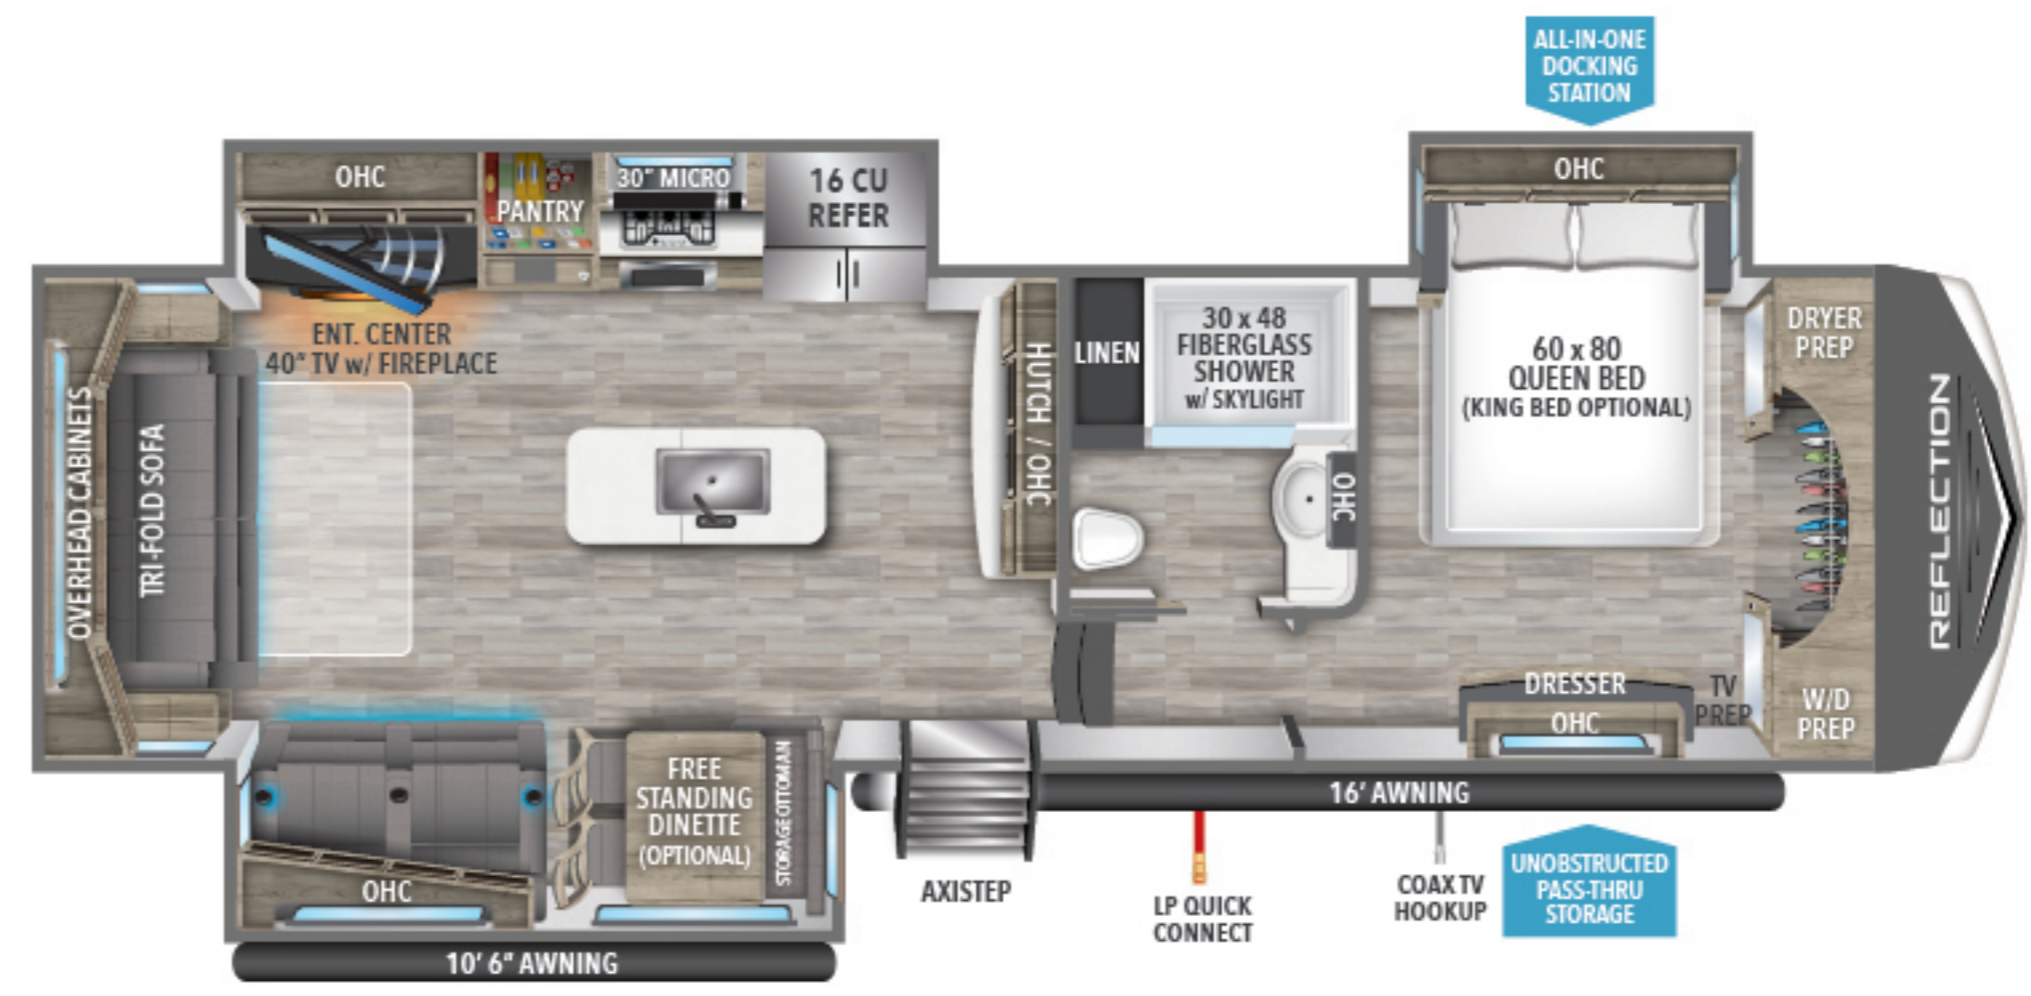 ALL-IN-ONE
DOCKING
STATION
OHC
PANTRY
30" MICRO
16 CU
REFER
OHC
ENT. CENTER
40" TV w/ FIREPLACE
OVERHEAD CABINETS
TRI-FOLD SOFA
HUTCH / OHC
LINEN
30 x 48
FIBERGLASS
SHOWER
w/ SKYLIGHT
OHC
60 x 80
QUEEN BED
(KING BED OPTIONAL)
DRYER
PREP
REFLECTION
DRESSER
OHC
TV
PREP
W/D
PREP
OHC
FREE
STANDING
DINETTE
(OPTIONAL)
STORAGE OTTOMAN
16' AWNING
AXISTEP
LP QUICK
CONNECT
COAX TV
HOOKUP
UNOBSTRUCTED
PASS-THRU
STORAGE
10' 6" AWNING